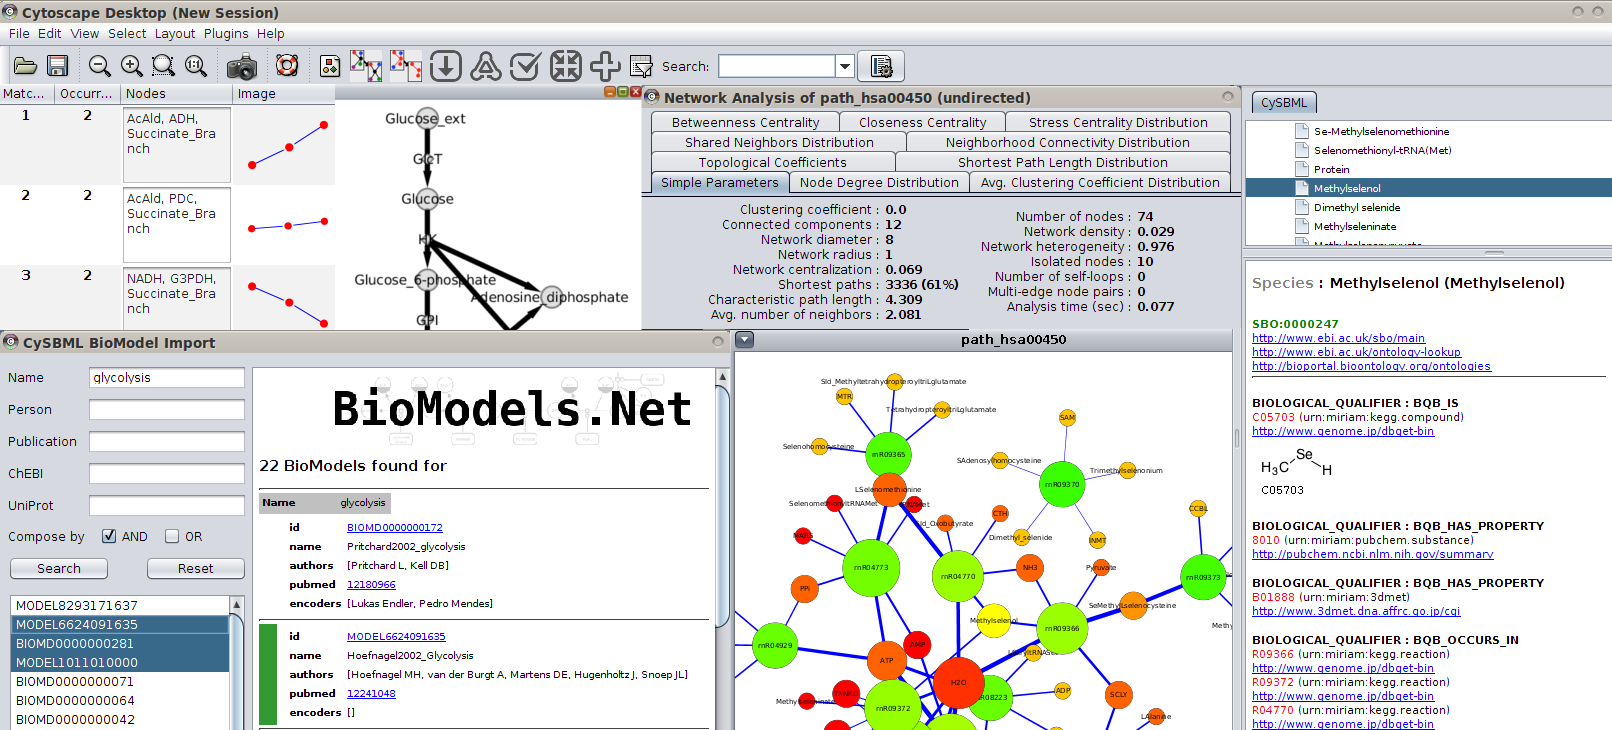 Cytoscape Desktop (New Session)
File Edit View Select Layout Plugins Help
Search:
Matc... Occurr... Nodes Image
1 2 AcAld, ADH,
Succinate_Bra
nch
2 2 AcAld, PDC,
Succinate_Bra
nch
3 2 NADH, G3PDH,
Succinate_Bra
nch
Glucose_ext
GlcT
Glucose
HK
Glucose_6-phosphate
Adenosine_diphosphate
GPI
Network Analysis of path_hsa00450 (undirected)
Betweenness Centrality Closeness Centrality Stress Centrality Distribution
Shared Neighbors Distribution Neighborhood Connectivity Distribution
Topological Coefficients Shortest Path Length Distribution
Simple Parameters Node Degree Distribution Avg. Clustering Coefficient Distribution
Clustering coefficient : 0.0
Connected components : 12
Network diameter : 8
Network radius : 1
Network centralization : 0.069
Shortest paths : 3336 (61%)
Characteristic path length : 4.309
Avg. number of neighbors : 2.081
Number of nodes : 74
Network density : 0.029
Network heterogeneity : 0.976
Isolated nodes : 10
Number of self-loops : 0
Multi-edge node pairs : 0
Analysis time (sec) : 0.077
CySBML
Se-Methylselenomethionine
Selenomethionyl-tRNA(Met)
Protein
Methylselenol
Dimethyl selenide
Methylseleninate
Methylselenopyruvate
Species : Methylselenol (Methylselenol)
SBO:0000247
http://www.ebi.ac.uk/sbo/main
http://www.ebi.ac.uk/ontology-lookup
http://bioportal.bioontology.org/ontologies
BIOLOGICAL_QUALIFIER : BQB_IS
C05703 (urn:miriam:kegg.compound)
http://www.genome.jp/dbget-bin
H3C Se H
C05703
BIOLOGICAL_QUALIFIER : BQB_HAS_PROPERTY
8010 (urn:miriam:pubchem.substance)
http://pubchem.ncbi.nlm.nih.gov/summary
BIOLOGICAL_QUALIFIER : BQB_HAS_PROPERTY
B01888 (urn:miriam:3dmet)
http://www.3dmet.dna.affrc.go.jp/cgi
BIOLOGICAL_QUALIFIER : BQB_OCCURS_IN
R09366 (urn:miriam:kegg.reaction)
http://www.genome.jp/dbget-bin
R09372 (urn:miriam:kegg.reaction)
http://www.genome.jp/dbget-bin
R04770 (urn:miriam:kegg.reaction)
http://www.genome.jp/dbget-bin
CySBML BioModel Import
Name glycolysis
Person
Publication
ChEBI
UniProt
Compose by AND OR
Search Reset
MODEL8293171637
MODEL6624091635
BIOMD0000000281
MODEL1011010000
BIOMD0000000071
BIOMD0000000064
BIOMD0000000042
BioModels.Net
22 BioModels found for
Name glycolysis
id BIOMD0000000172
name Pritchard2002_glycolysis
authors [Pritchard L, Kell DB]
pubmed 12180966
encoders [Lukas Endler, Pedro Mendes]
id MODEL6624091635
name Hoefnagel2002_Glycolysis
authors [Hoefnagel MH, van der Burgt A, Martens DE, Hugenholtz J, Snoep JL]
pubmed 12241048
encoders []
path_hsa00450
5ld_Methyltetrahydropteroyltri​Lglutamate
MTR
Tetrahydropteroyltri​Lglutamate
SAM
Selenohomocysteine
rnR09365
SAdenosylhomocysteine
Trimethylselenonium
rnR09370
LSelenomethionine
SelenomethionyltRNAMet
CTH
CCBL
Dimethyl_selenide
INMT
MARS
rnR04773
rnR04770
NH3
Pyruvate
rnR09373
PPi
SeMethylLselenocysteine
Methylselenol
rnR09366
rnR04929
AMP
ATP
H2O
ADP
SCLY
TXNRD
Methylseleninate
rnR09372
R08223
LAlanine